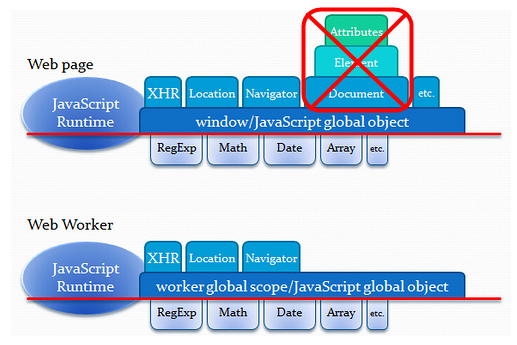 Web page
Attributes
Element
XHR Location Navigator Document etc.
JavaScript
Runtime
window/JavaScript global object
RegExp Math Date Array etc.
Web Worker
XHR Location Navigator
JavaScript
Runtime
worker global scope/JavaScript global object
RegExp Math Date Array etc.